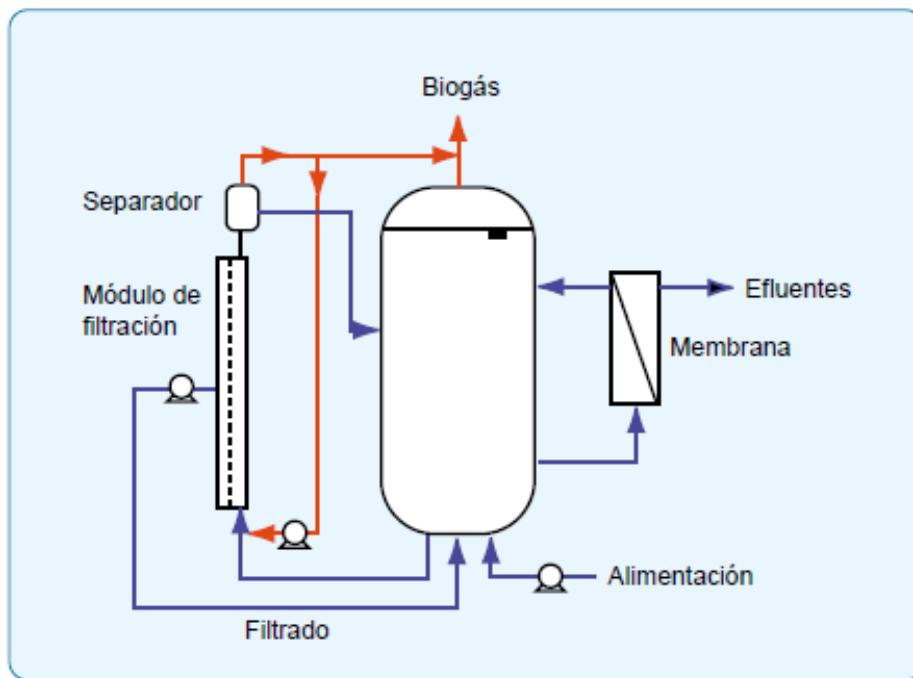 Biogás
Separador
Módulo de
filtración
Efluentes
Membrana
Alimentación
Filtrado